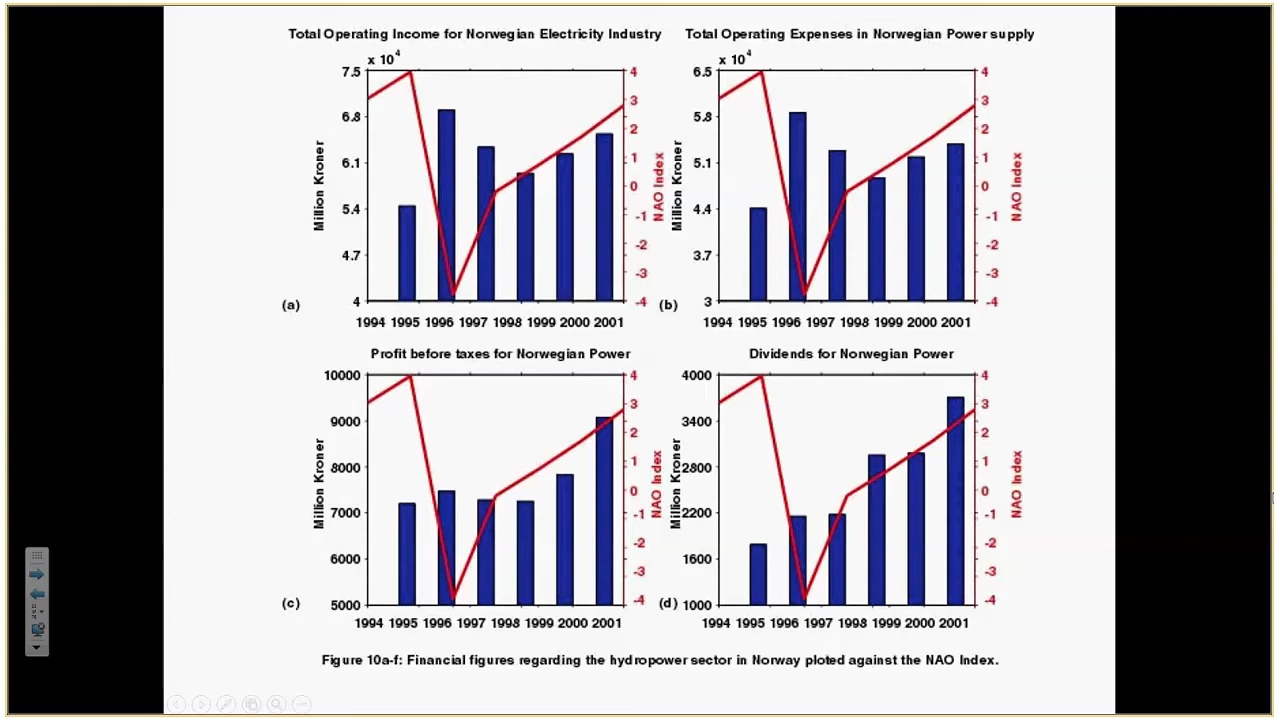 Total Operating Income for Norwegian Electricity Industry
x 10^4
7.5
6.8
6.1
5.4
4.7
4
Million Kroner
4
3
2
1
0
-1
-2
-3
-4
NAO Index
(a)
1994 1995 1996 1997 1998 1999 2000 2001
Total Operating Expenses in Norwegian Power supply
x 10^4
6.5
5.8
5.1
4.4
3.7
3
Million Kroner
4
3
2
1
0
-1
-2
-3
-4
NAO Index
(b)
1994 1995 1996 1997 1998 1999 2000 2001
Profit before taxes for Norwegian Power
10000
9000
8000
7000
6000
5000
Million Kroner
4
3
2
1
0
-1
-2
-3
-4
NAO Index
(c)
1994 1995 1996 1997 1998 1999 2000 2001
Dividends for Norwegian Power
4000
3400
2800
2200
1600
1000
Million Kroner
4
3
2
1
0
-1
-2
-3
-4
NAO Index
(d)
1994 1995 1996 1997 1998 1999 2000 2001
Figure 10a-f: Financial figures regarding the hydropower sector in Norway ploted against the NAO Index.